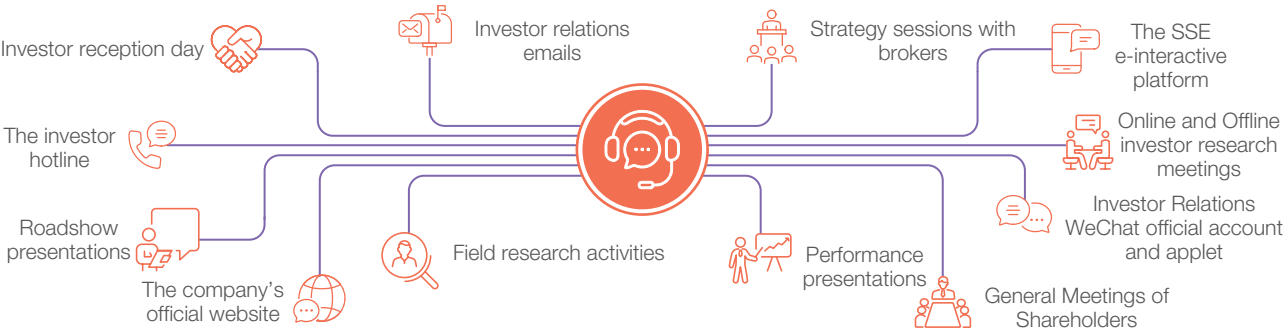 Investor reception day
Investor relations
emails
Strategy sessions with
brokers
The SSE
e-interactive
platform
The investor
hotline
Online and Offline
investor research
meetings
Roadshow
presentations
Investor Relations
WeChat official account
and applet
The company's
official website
Field research activities
Performance
presentations
General Meetings of
Shareholders